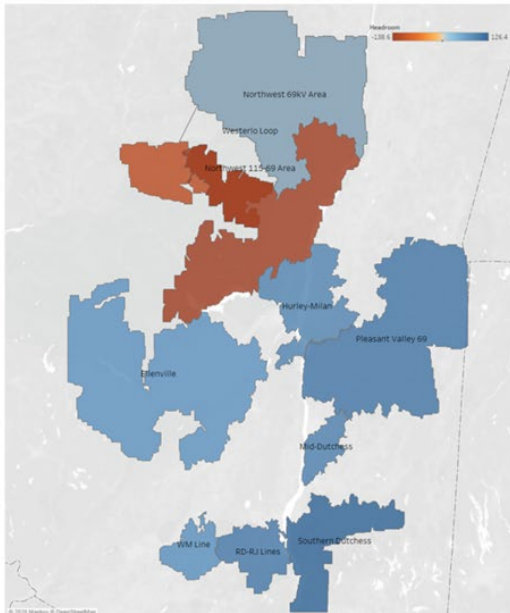 Headroom
-138.6 126.4
Northwest 69kV Area
Westerlo Loop
Northwest 115-69 Area
Hurley-Milan
Pleasant Valley 69
Ellenville
Mid-Dutchess
WM Line
RD-RJ Lines
Southern Dutchess
© OpenStreetMap